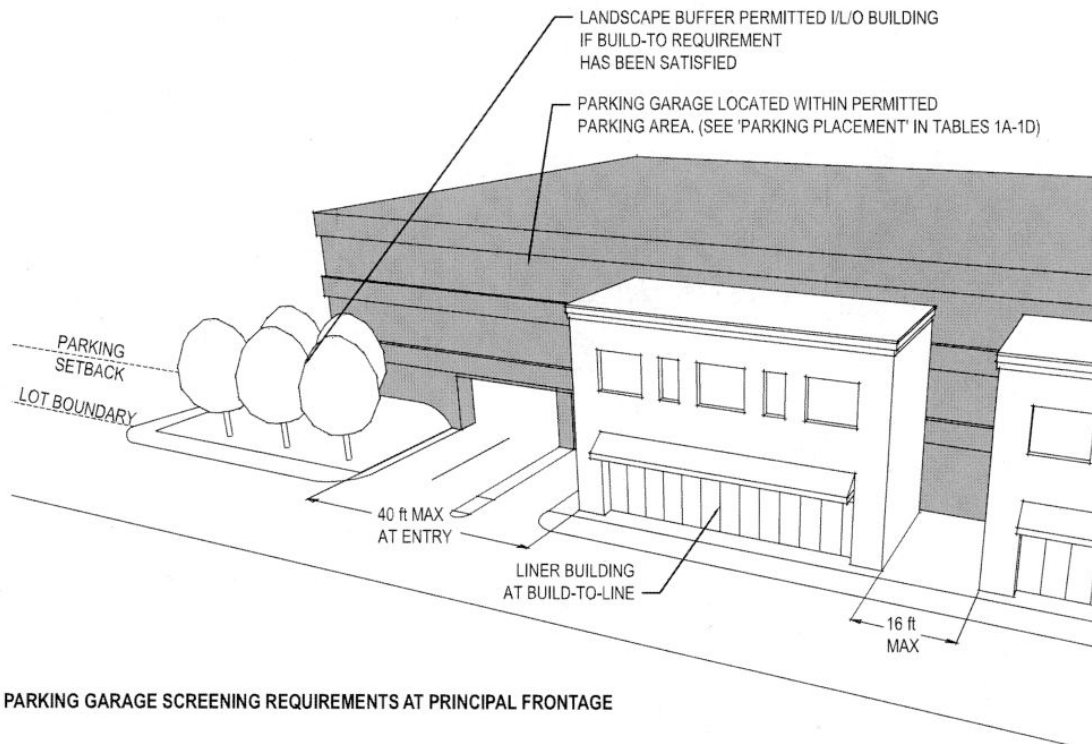 LANDSCAPE BUFFER PERMITTED I/L/O BUILDING
IF BUILD-TO REQUIREMENT
HAS BEEN SATISFIED
PARKING GARAGE LOCATED WITHIN PERMITTED
PARKING AREA. (SEE 'PARKING PLACEMENT' IN TABLES 1A-1D)
PARKING
SETBACK
LOT BOUNDARY
40 ft MAX
AT ENTRY
LINER BUILDING
AT BUILD-TO-LINE
16 ft
MAX
PARKING GARAGE SCREENING REQUIREMENTS AT PRINCIPAL FRONTAGE